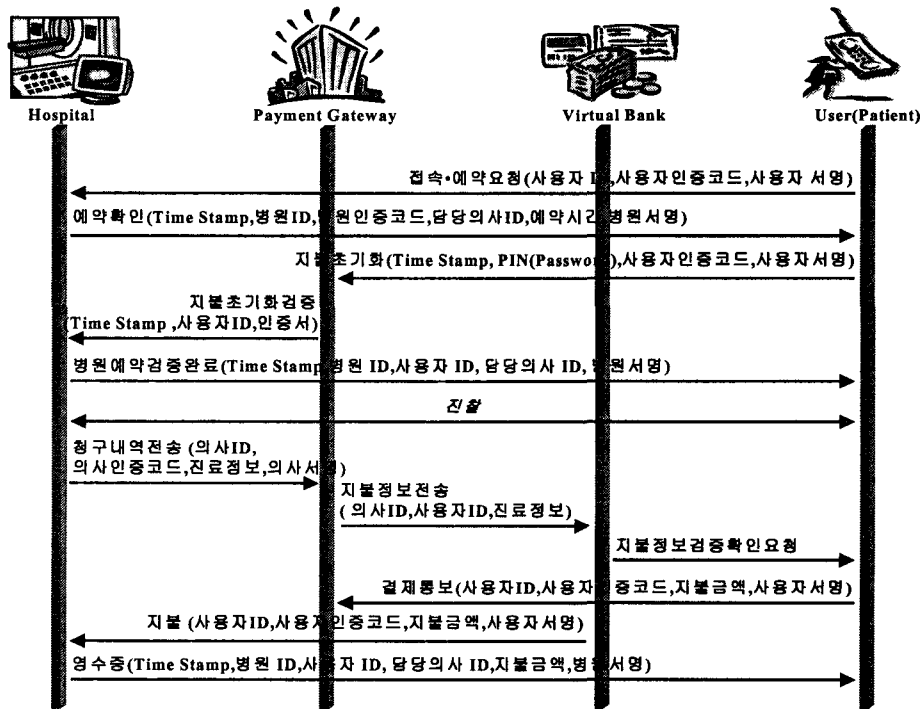 Hospital
Payment Gateway
Virtual Bank
User(Patient)
접속•예약요청(사용자 ID,사용자인증코드,사용자 서명)
예약확인(Time Stamp,병원ID,병원인증코드,담당의사ID,예약시간,병원서명)
지불초기화(Time Stamp, PIN(Password),사용자인증코드,사용자서명)
지불초기화검증
(Time Stamp ,사용자ID,인증서)
병원예약검증완료(Time Stamp,병원 ID,사용자 ID, 담당의사 ID, 병원서명)
진찰
청구내역전송 (의사ID,
의사인증코드,진료정보,의사서명)
지불정보전송
( 의사ID,사용자ID,진료정보)
지불정보검증확인요청
결제통보(사용자ID,사용자인증코드,지불금액,사용자서명)
지불 (사용자ID,사용자인증코드,지불금액,사용자서명)
영수증(Time Stamp,병원 ID,사용자 ID, 담당의사 ID,지불금액,병원서명)